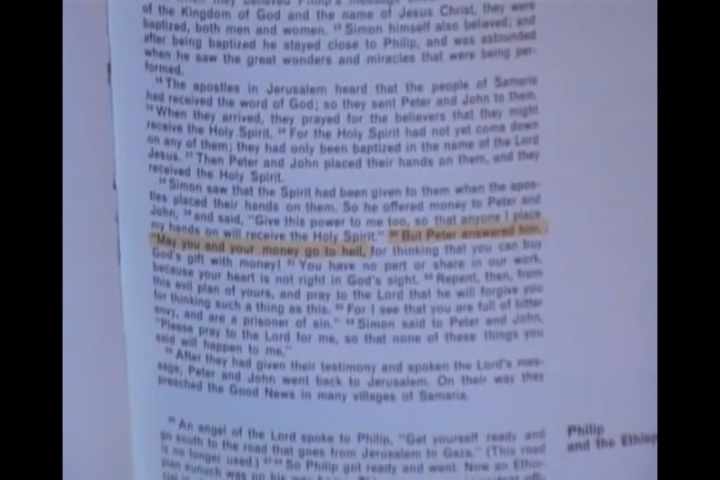 of the Kingdom of God and the name of Jesus Christ, they were
baptized, both men and women. 13 Simon himself also believed; and
after being baptized he stayed close to Philip, and was astounded
when he saw the great wonders and miracles that were being per-
formed.
14 The apostles in Jerusalem heard that the people of Samaria
had received the word of God; so they sent Peter and John to them.
15 When they arrived, they prayed for the believers that they might
receive the Holy Spirit. 16 For the Holy Spirit had not yet come down
on any of them; they had only been baptized in the name of the Lord
Jesus. 17 Then Peter and John placed their hands on them, and they
received the Holy Spirit.
18 Simon saw that the Spirit had been given to them when the apos-
tles placed their hands on them. So he offered money to Peter and
John, 19 and said, "Give this power to me too, so that anyone I place
my hands on will receive the Holy Spirit." 20 But Peter answered him,
"May you and your money go to hell, for thinking that you can buy
God's gift with money! 21 You have no part or share in our work,
because your heart is not right in God's sight. 22 Repent, then, from
this evil plan of yours, and pray to the Lord that he will forgive you
for thinking such a thing as this. 23 For I see that you are full of bitter
envy, and are a prisoner of sin." 24 Simon said to Peter and John,
"Please pray to the Lord for me, so that none of these things you
said will happen to me."
25 After they had given their testimony and spoken the Lord's mes-
sage, Peter and John went back to Jerusalem. On their way they
preached the Good News in many villages of Samaria.
26 An angel of the Lord spoke to Philip, "Get yourself ready and
go south to the road that goes from Jerusalem to Gaza." (This road
is no longer used.) 27-28 So Philip got ready and went. Now an Ethio-
pian eunuch was on his way
Philip
and the Ethiop